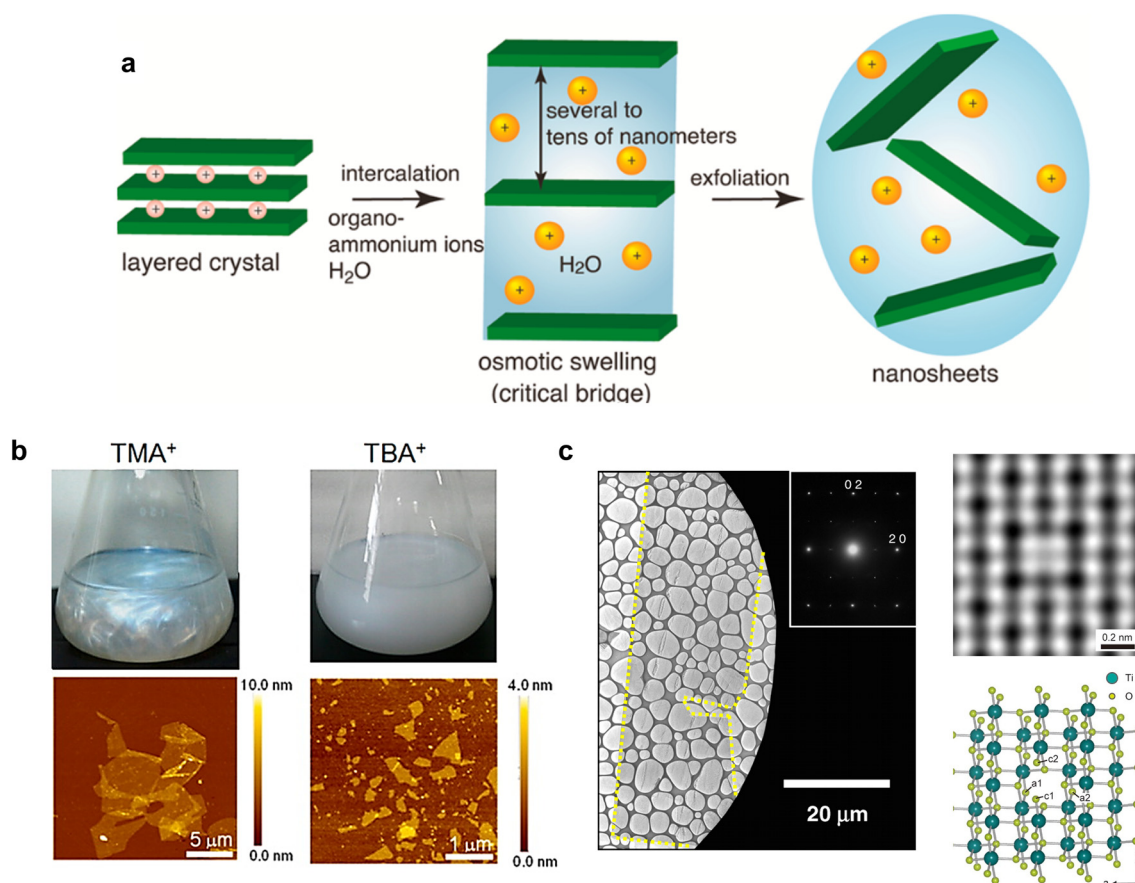 a
layered crystal
intercalation
organo-
ammonium ions
H₂O
several to
tens of nanometers
H₂O
osmotic swelling
(critical bridge)
exfoliation
nanosheets
+ + +
+ + +
+ +
+
+ +
+
+ +
+
+ +
+
b
TMA⁺
TBA⁺
10.0 nm
5 μm
0.0 nm
4.0 nm
1 μm
0.0 nm
c
0 2
2 0
20 μm
0.2 nm
Ti
O
c2
a1
c1
a2